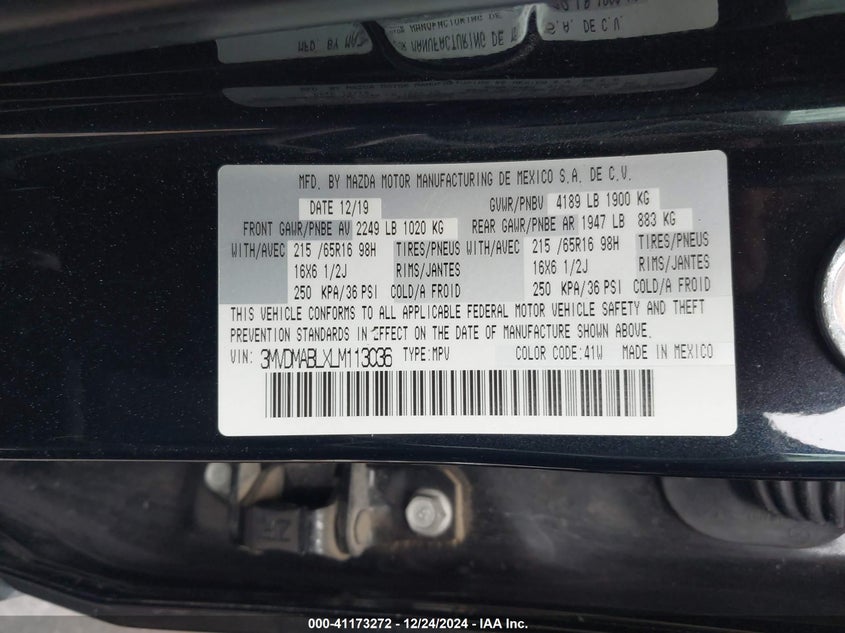 MFD. BY MAZDA MOTOR MANUFACTURING DE MEXICO S.A. DE C.V.
DATE 12/19 GVWR/PNBV 4189 LB 1900 KG
FRONT GAWR/PNBE AV 2249 LB 1020 KG REAR GAWR/PNBE AR 1947 LB 883 KG
WITH/AVEC 215 /65R16 98H TIRES/PNEUS WITH/AVEC 215 /65R16 98H TIRES/PNEUS
16X6 1/2J RIMS/JANTES 16X6 1/2J RIMS/JANTES
250 KPA/36 PSI COLD/A FROID 250 KPA/36 PSI COLD/A FROID
THIS VEHICLE CONFORMS TO ALL APPLICABLE FEDERAL MOTOR VEHICLE SAFETY AND THEFT
PREVENTION STANDARDS IN EFFECT ON THE DATE OF MANUFACTURE SHOWN ABOVE.
VIN: 3MVDMABLXLM113036 TYPE:MPV COLOR CODE:41W MADE IN MEXICO
000-41173272 - 12/24/2024 - IAA Inc.